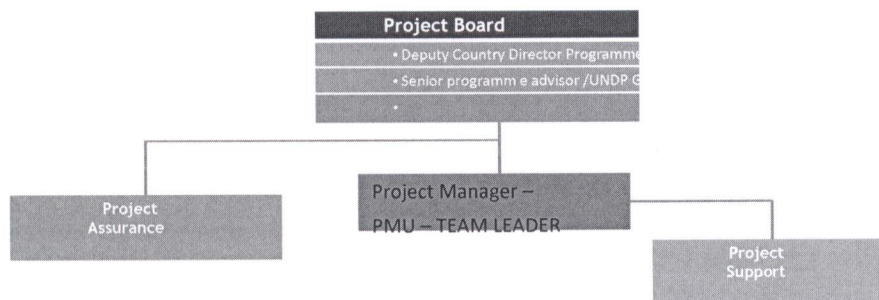 Project Board
• Deputy Country Director Programme
• Senior programm e advisor /UNDP G
•
Project Manager –
PMU – TEAM LEADER
Project
Assurance
Project
Support